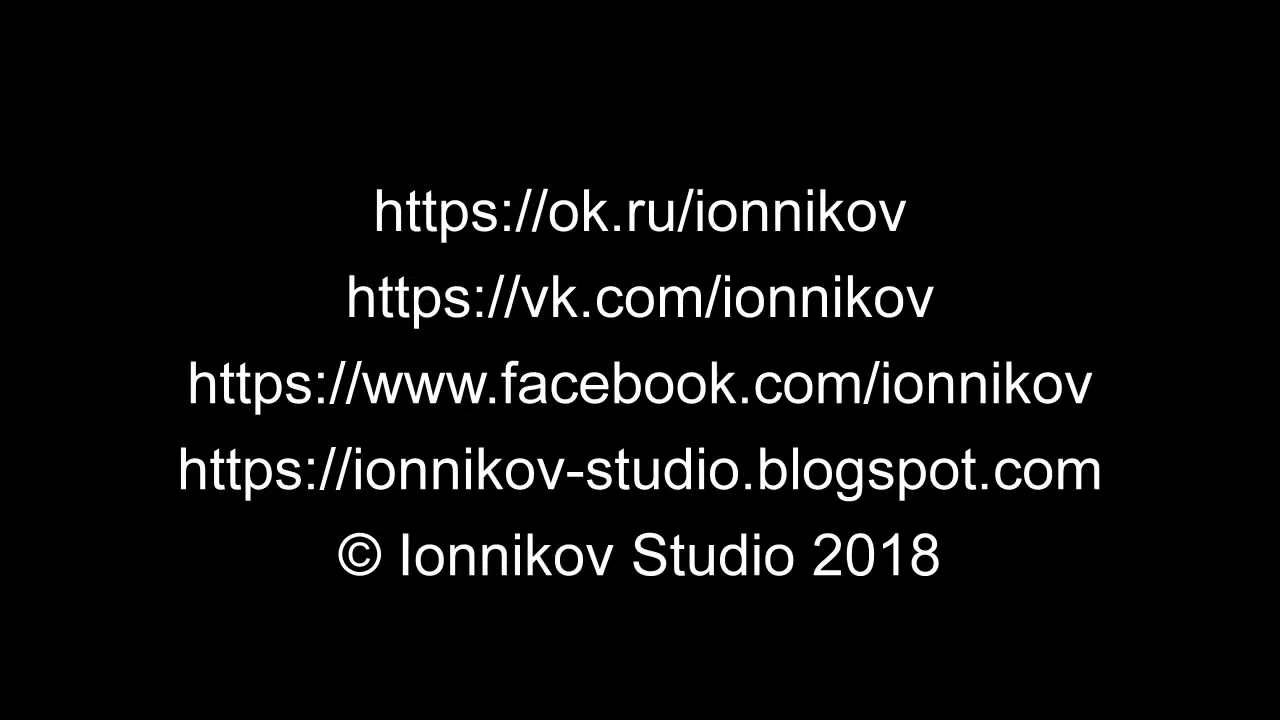 https://ok.ru/ionnikov
https://vk.com/ionnikov
https://www.facebook.com/ionnikov
https://ionnikov-studio.blogspot.com
© Ionnikov Studio 2018